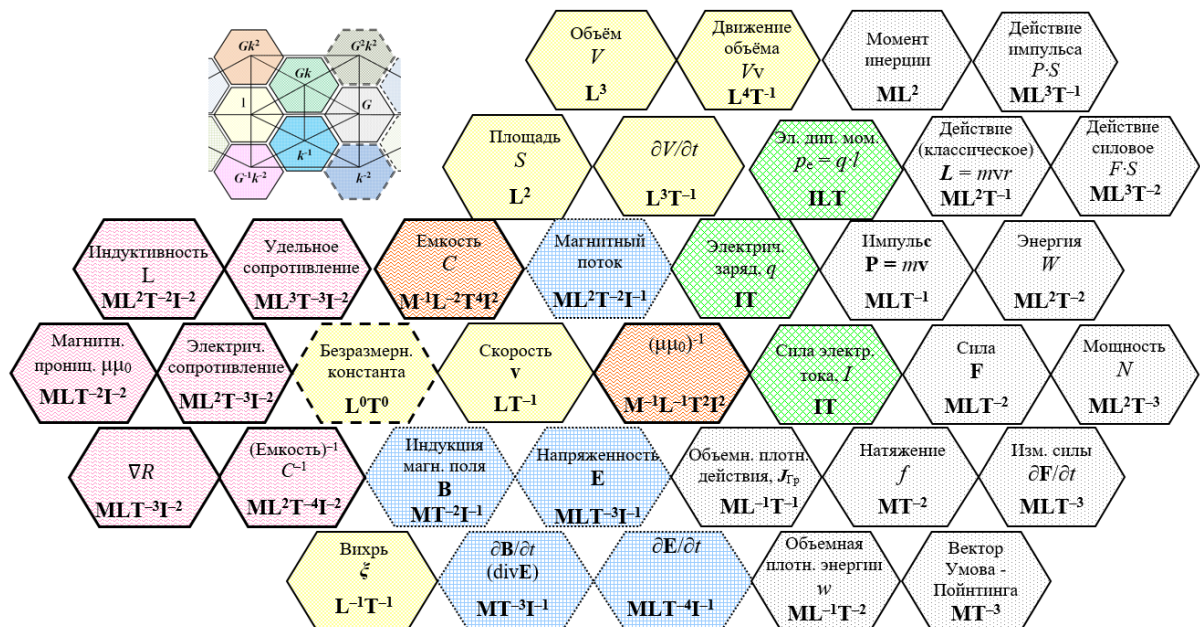 Gk²
G²k²
Gk
1
G
k⁻¹
G⁻¹k⁻²
k⁻²
Объём
V
L³
Движение
объёма
Vv
L⁴T⁻¹
Момент
инерции
ML²
Действие
импульса
P·S
ML³T⁻¹
Площадь
S
L²
∂V/∂t
L³T⁻¹
Эл. дип. мом.
pₑ = q·l
ILT
Действие
(классическое)
L = mvr
ML²T⁻¹
Действие
силовое
F·S
ML³T⁻²
Индуктивность
L
ML²T⁻²I⁻²
Удельное
сопротивление
ML³T⁻³I⁻²
Емкость
C
M⁻¹L⁻²T⁴I²
Магнитный
поток
ML²T⁻²I⁻¹
Электрич.
заряд, q
IT
Импульс
P = mv
MLT⁻¹
Энергия
W
ML²T⁻²
Магнитн.
прониц. μμ₀
MLT⁻²I⁻²
Электрич.
сопротивление
ML²T⁻³I⁻²
Безразмерн.
константа
L⁰T⁰
Скорость
v
LT⁻¹
(μμ₀)⁻¹
M⁻¹L⁻¹T²I²
Сила электр.
тока, I
IT
Сила
F
MLT⁻²
Мощность
N
ML²T⁻³
∇R
MLT⁻³I⁻²
(Емкость)⁻¹
C⁻¹
ML²T⁻⁴I⁻²
Индукция
магн. поля
B
MT⁻²I⁻¹
Напряженность
E
MLT⁻³I⁻¹
Объемн. плотн.
действия, Jгр
ML⁻¹T⁻¹
Натяжение
f
MT⁻²
Изм. силы
∂F/∂t
MLT⁻³
Вихрь
ξ
L⁻¹T⁻¹
∂B/∂t
(divE)
MT⁻³I⁻¹
∂E/∂t
MLT⁻⁴I⁻¹
Объемная
плотн. энергии
w
ML⁻¹T⁻²
Вектор
Умова -
Пойнтинга
MT⁻³